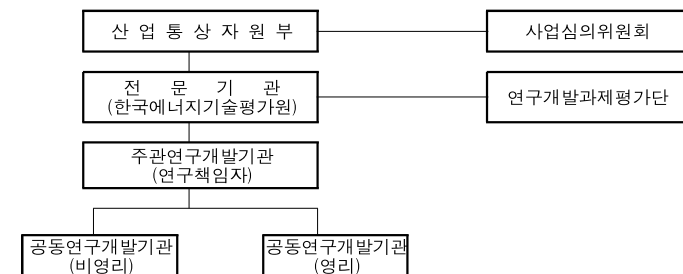 산 업 통 상 자 원 부
사업심의위원회
전 문 기 관
(한국에너지기술평가원)
연구개발과제평가단
주관연구개발기관
(연구책임자)
공동연구개발기관
(비영리)
공동연구개발기관
(영리)